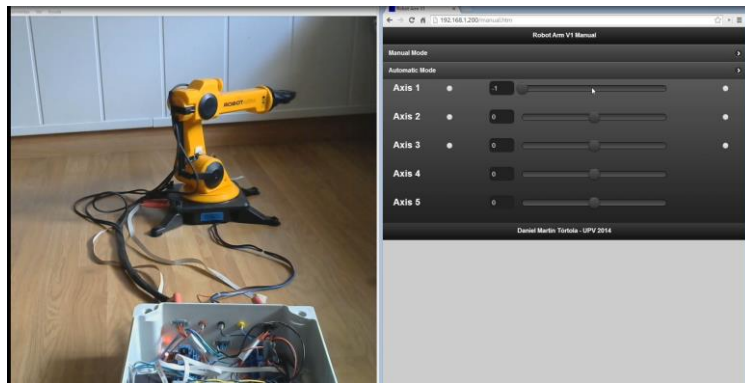 ROBOT
192.168.1.200/manual.htm
Robot Arm V1 Manual
Manual Mode
Automatic Mode
Axis 1
-1
Axis 2
0
Axis 3
0
Axis 4
0
Axis 5
0
Daniel Martín Tórtola - UPV 2014